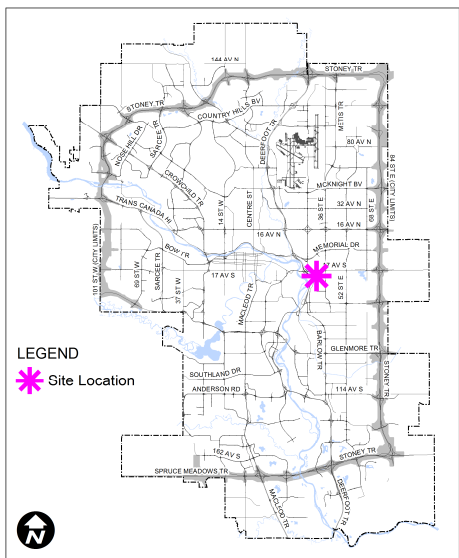 144 AV N
STONEY TR
STONEY TR
COUNTRY HILLS BV
METIS TR
DEERFOOT TR
SARCEE TR
NOSE HILL DR
80 AV N
84 ST E (CITY LIMITS)
CROWCHILD TR
MCKNIGHT BV
TRANS CANADA HI
14 ST W
CENTRE ST
36 ST E
32 AV N
68 ST E
16 AV N
16 AV N
101 ST W (CITY LIMITS)
BOW TR
MEMORIAL DR
17 AV S
69 ST W
SARCEE TR
37 ST W
17 AV S
MACLEOD TR
52 ST E
BARLOW TR
GLENMORE TR
LEGEND
Site Location
SOUTHLAND DR
ANDERSON RD
114 AV S
STONEY TR
162 AV S
STONEY TR
SPRUCE MEADOWS TR
MACLEOD TR
DEERFOOT TR
N